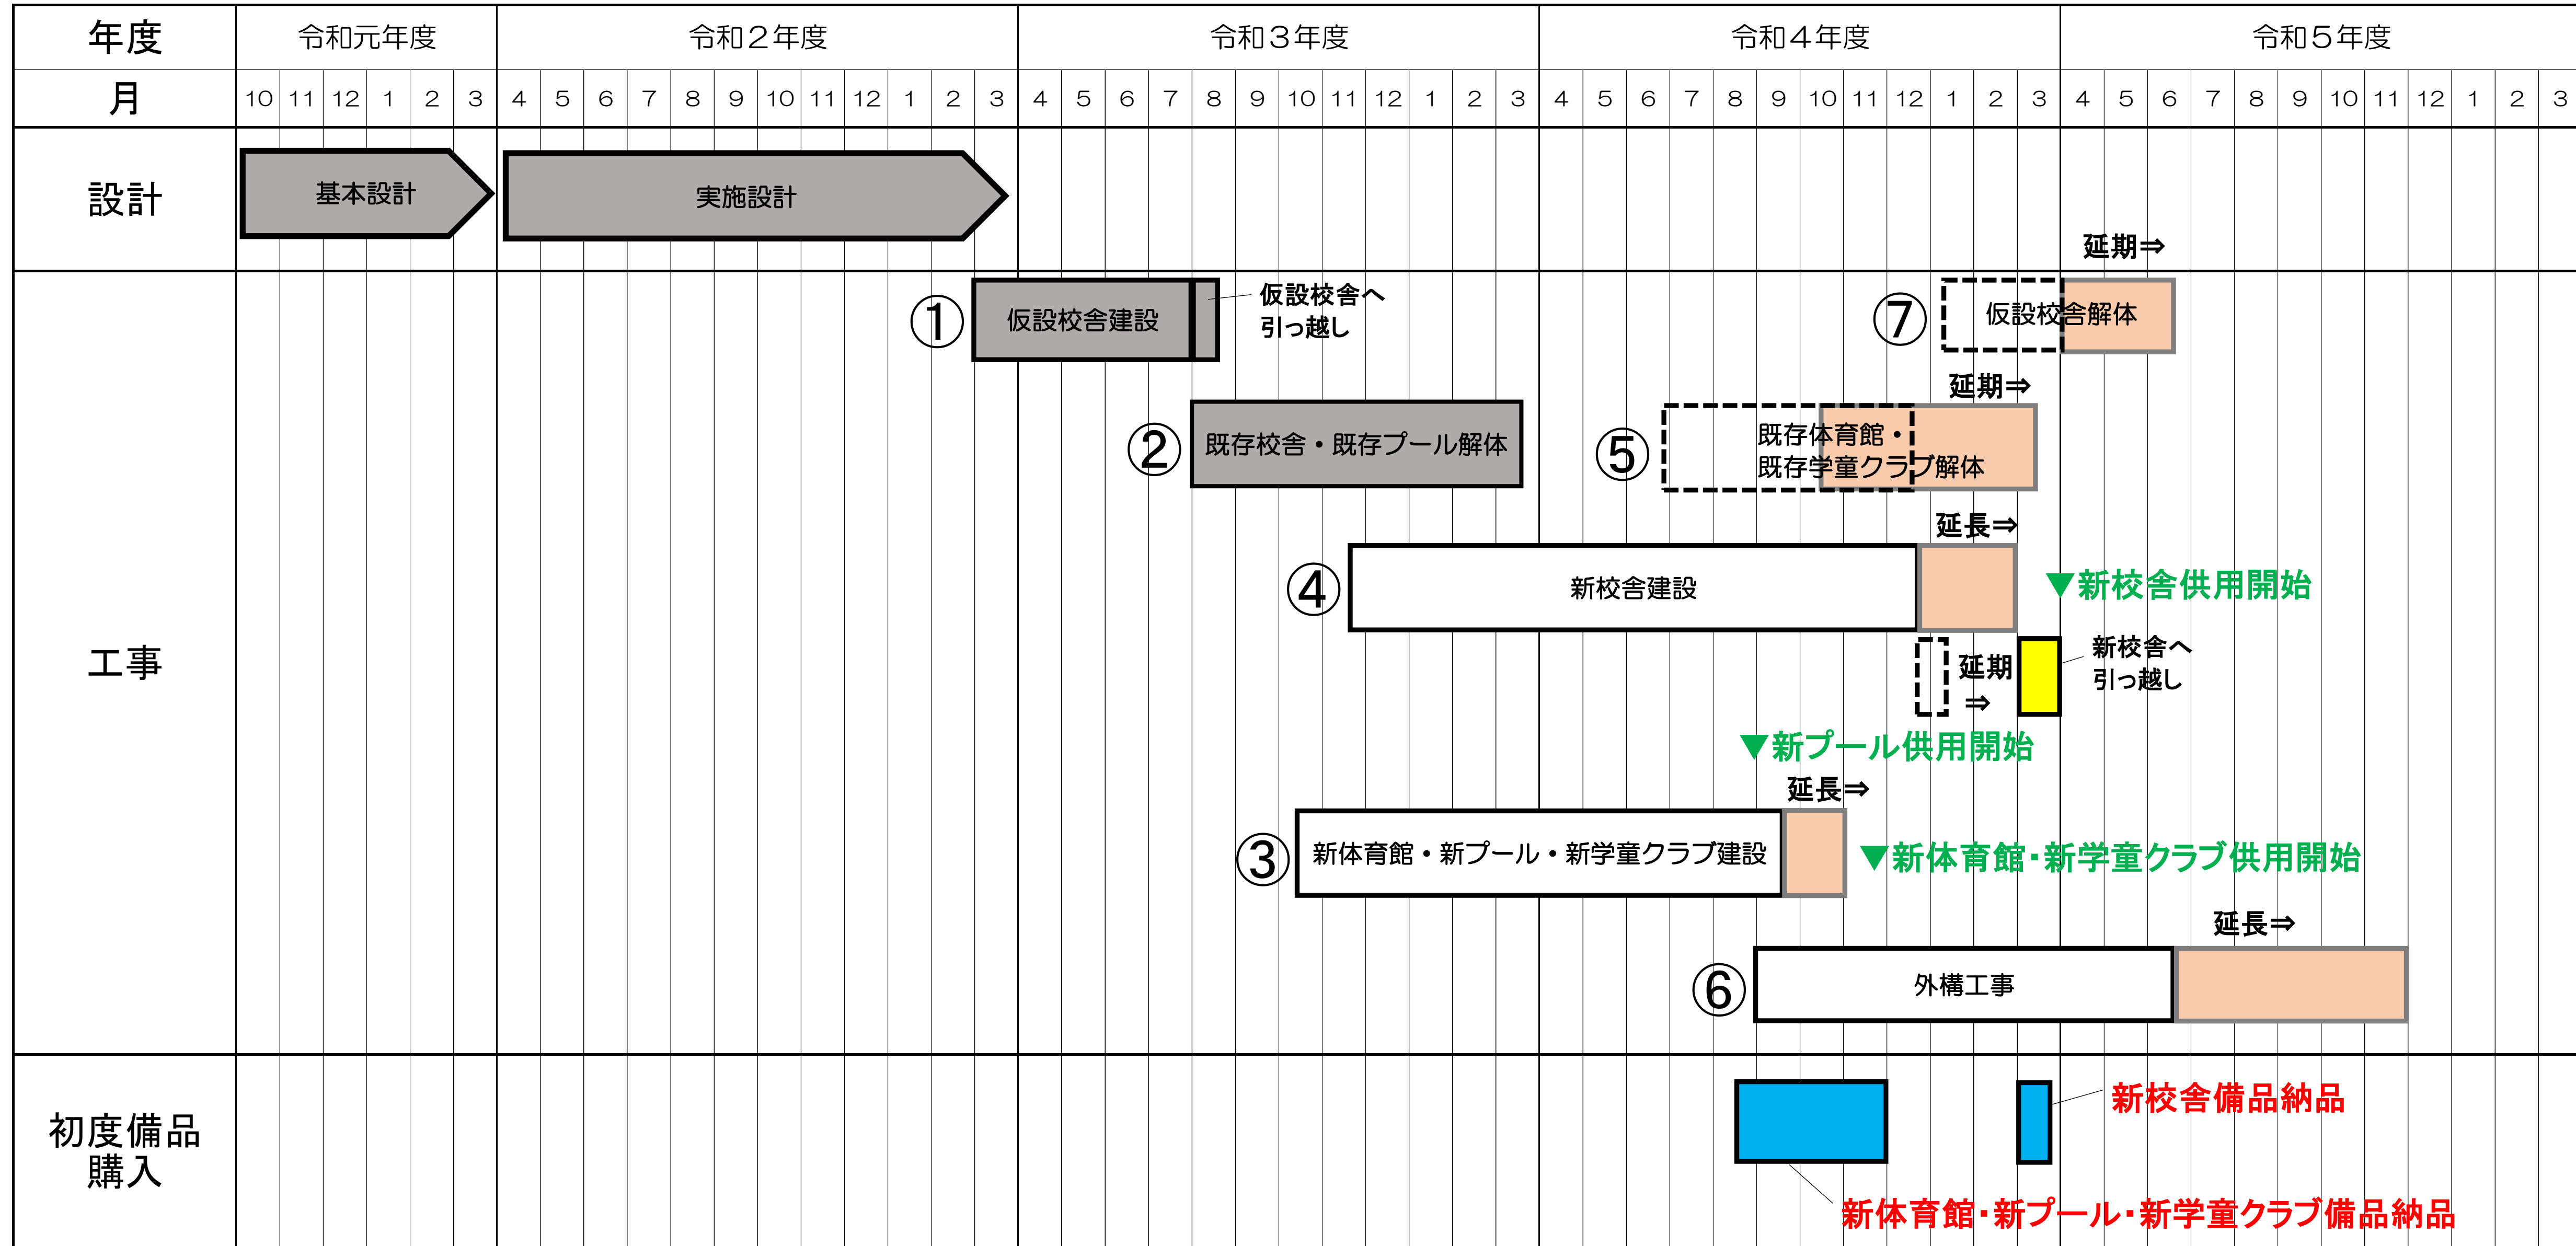 年度
令和元年度 令和２年度 令和３年度 令和４年度 令和５年度
月
10 11 12 1 2 3 4 5 6 7 8 9 10 11 12 1 2 3 4 5 6 7 8 9 10 11 12 1 2 3 4 5 6 7 8 9 10 11 12 1 2 3 4 5 6 7 8 9 10 11 12 1 2 3
設計
基本設計
実施設計
工事
① 仮設校舎建設
仮設校舎へ
引っ越し
延期⇒
⑦ 仮設校舎解体
② 既存校舎・既存プール解体
延期⇒
⑤ 既存体育館・
既存学童クラブ解体
延長⇒
④ 新校舎建設
▼新校舎供用開始
延期
⇒
新校舎へ
引っ越し
▼新プール供用開始
延長⇒
③ 新体育館・新プール・新学童クラブ建設
▼新体育館・新学童クラブ供用開始
延長⇒
⑥ 外構工事
初度備品
購入
新校舎備品納品
新体育館・新プール・新学童クラブ備品納品